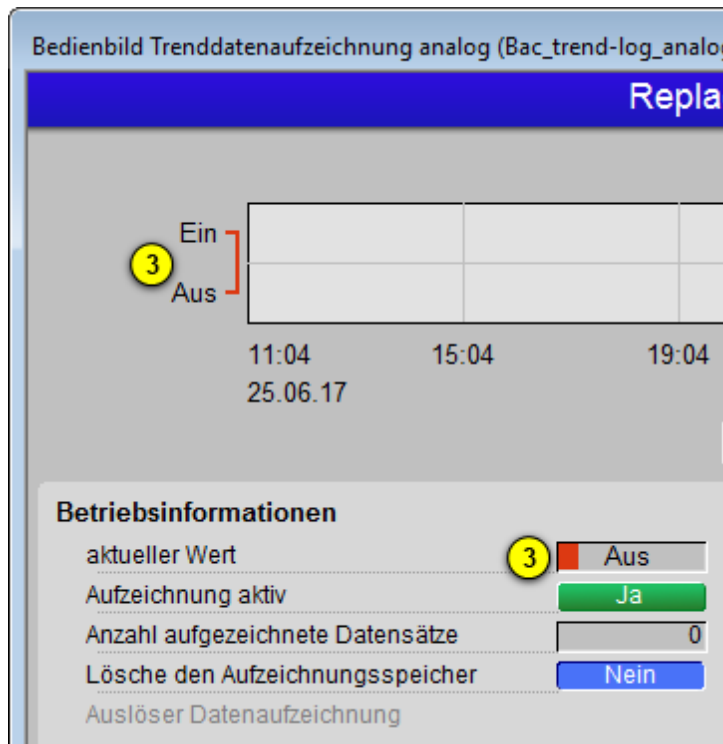 Bedienbild Trenddatenaufzeichnung analog (Bac_trend-log_analog
Repla
Ein
3
Aus
11:04 15:04 19:04
25.06.17
Betriebsinformationen
aktueller Wert 3 Aus
Aufzeichnung aktiv Ja
Anzahl aufgezeichnete Datensätze 0
Lösche den Aufzeichnungsspeicher Nein
Auslöser Datenaufzeichnung